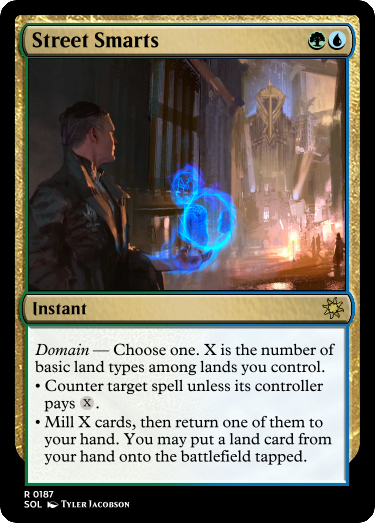 Street Smarts
Instant
Domain — Choose one. X is the number of
basic land types among lands you control.
• Counter target spell unless its controller
pays X.
• Mill X cards, then return one of them to
your hand. You may put a land card from
your hand onto the battlefield tapped.
R 0187
SOL Tyler Jacobson